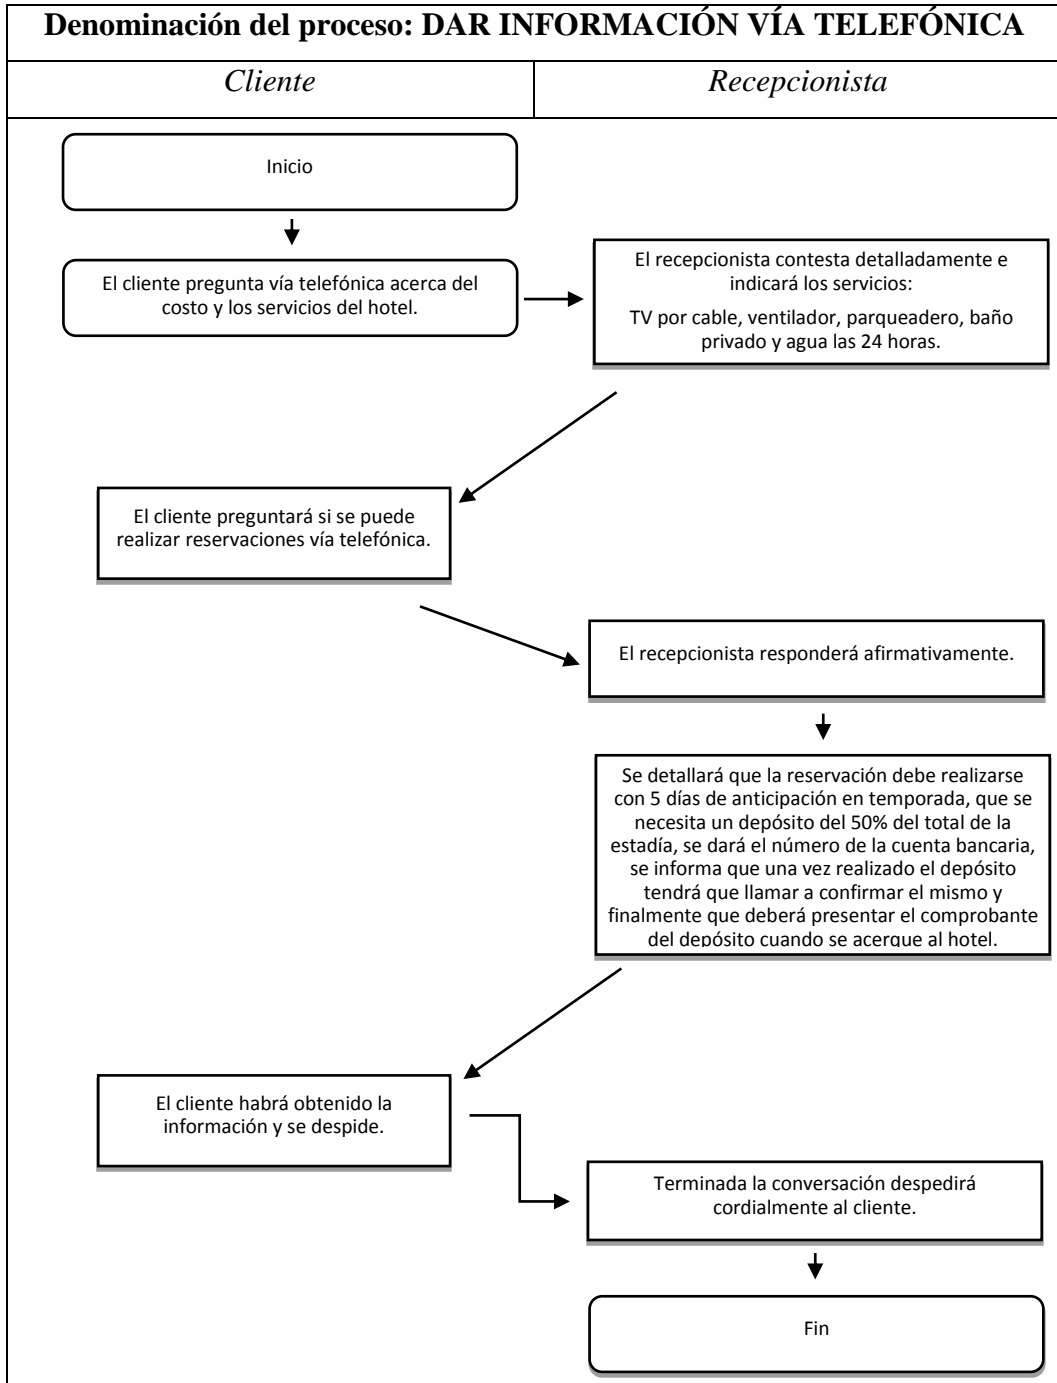 Denominación del proceso: DAR INFORMACIÓN VÍA TELEFÓNICA
Cliente
Recepcionista
Inicio
El cliente pregunta vía telefónica acerca del
costo y los servicios del hotel.
El recepcionista contesta detalladamente e
indicará los servicios:
TV por cable, ventilador, parqueadero, baño
privado y agua las 24 horas.
El cliente preguntará si se puede
realizar reservaciones vía telefónica.
El recepcionista responderá afirmativamente.
Se detallará que la reservación debe realizarse
con 5 días de anticipación en temporada, que se
necesita un depósito del 50% del total de la
estadía, se dará el número de la cuenta bancaria,
se informa que una vez realizado el depósito
tendrá que llamar a confirmar el mismo y
finalmente que deberá presentar el comprobante
del depósito cuando se acerque al hotel.
El cliente habrá obtenido la
información y se despide.
Terminada la conversación despedirá
cordialmente al cliente.
Fin